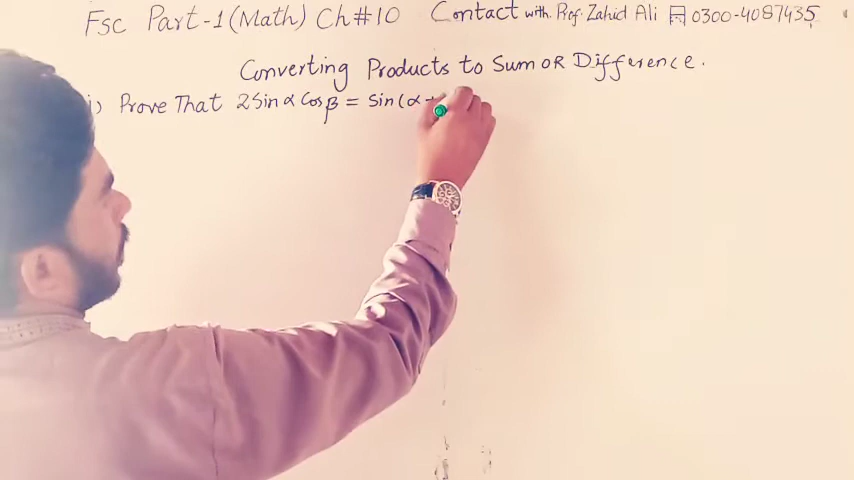 Fsc Part-1 (Math) Ch#10 Contact with Prof. Zahid Ali 0300-4087435
Converting Products to Sum OR Difference.
i) Prove That 2Sin α Cos β = Sin(α +